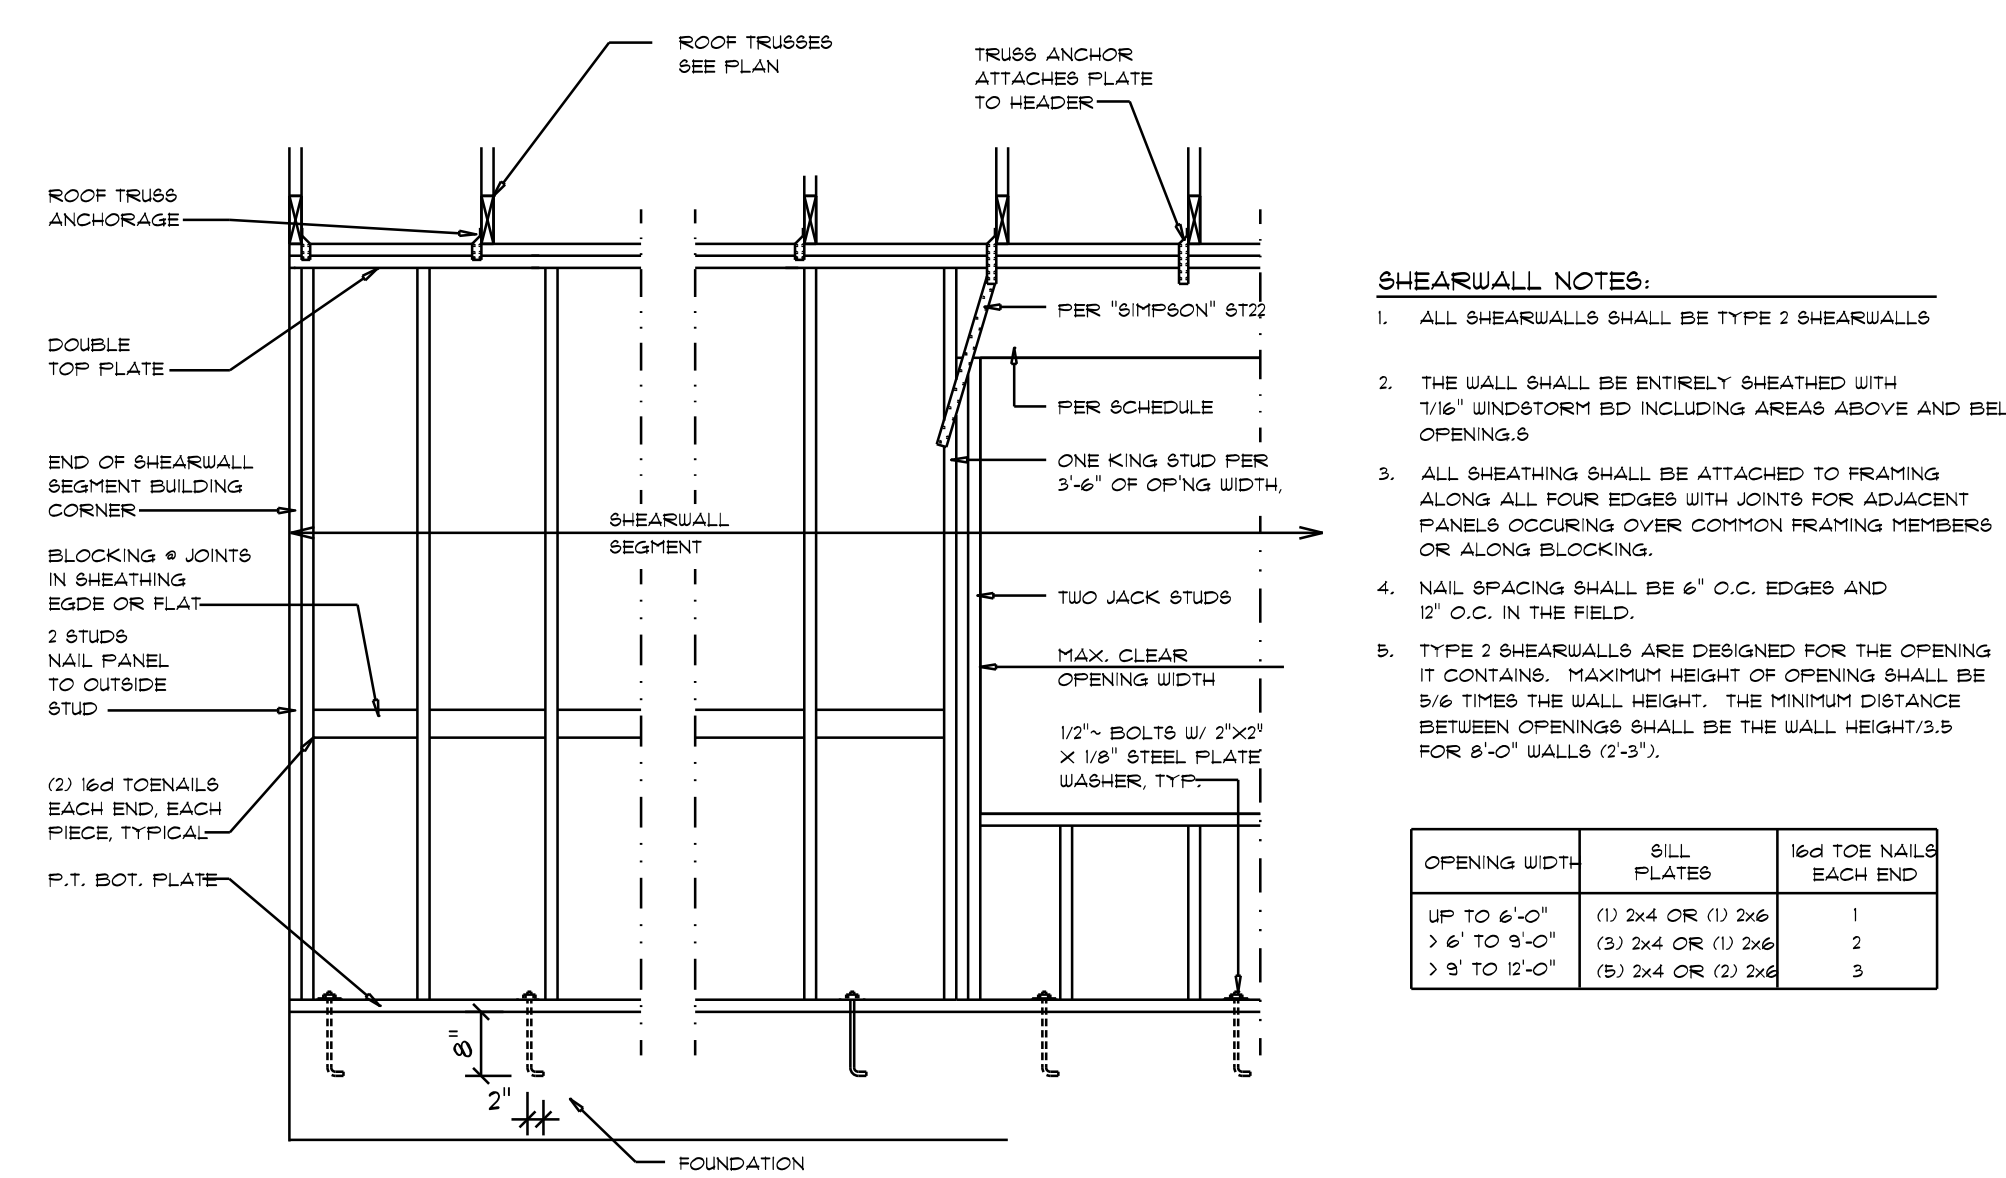 ROOF TRUSSES
SEE PLAN
TRUSS ANCHOR
ATTACHES PLATE
TO HEADER
ROOF TRUSS
ANCHORAGE
DOUBLE
TOP PLATE
END OF SHEARWALL
SEGMENT BUILDING
CORNER
BLOCKING @ JOINTS
IN SHEATHING
EGDE OR FLAT
2 STUDS
NAIL PANEL
TO OUTSIDE
STUD
(2) 16d TOENAILS
EACH END, EACH
PIECE, TYPICAL
P.T. BOT. PLATE
SHEARWALL
SEGMENT
PER "SIMPSON" ST22
PER SCHEDULE
ONE KING STUD PER
3'-6" OF OP'NG WIDTH,
TWO JACK STUDS
MAX. CLEAR
OPENING WIDTH
1/2"~ BOLTS W/ 2"X2"
X 1/8" STEEL PLATE
WASHER, TYP.
8"
2"
FOUNDATION
SHEARWALL NOTES:
1. ALL SHEARWALLS SHALL BE TYPE 2 SHEARWALLS
2. THE WALL SHALL BE ENTIRELY SHEATHED WITH
7/16" WINDSTORM BD INCLUDING AREAS ABOVE AND BEL
OPENING.S
3. ALL SHEATHING SHALL BE ATTACHED TO FRAMING
ALONG ALL FOUR EDGES WITH JOINTS FOR ADJACENT
PANELS OCCURING OVER COMMON FRAMING MEMBERS
OR ALONG BLOCKING.
4. NAIL SPACING SHALL BE 6" O.C. EDGES AND
12" O.C. IN THE FIELD.
5. TYPE 2 SHEARWALLS ARE DESIGNED FOR THE OPENING
IT CONTAINS. MAXIMUM HEIGHT OF OPENING SHALL BE
5/6 TIMES THE WALL HEIGHT. THE MINIMUM DISTANCE
BETWEEN OPENINGS SHALL BE THE WALL HEIGHT/3.5
FOR 8'-0" WALLS (2'-3").
OPENING WIDTH
SILL
PLATES
16d TOE NAILS
EACH END
UP TO 6'-0" (1) 2x4 OR (1) 2x6 1
> 6' TO 9'-0" (3) 2x4 OR (1) 2x6 2
> 9' TO 12'-0" (5) 2x4 OR (2) 2x6 3